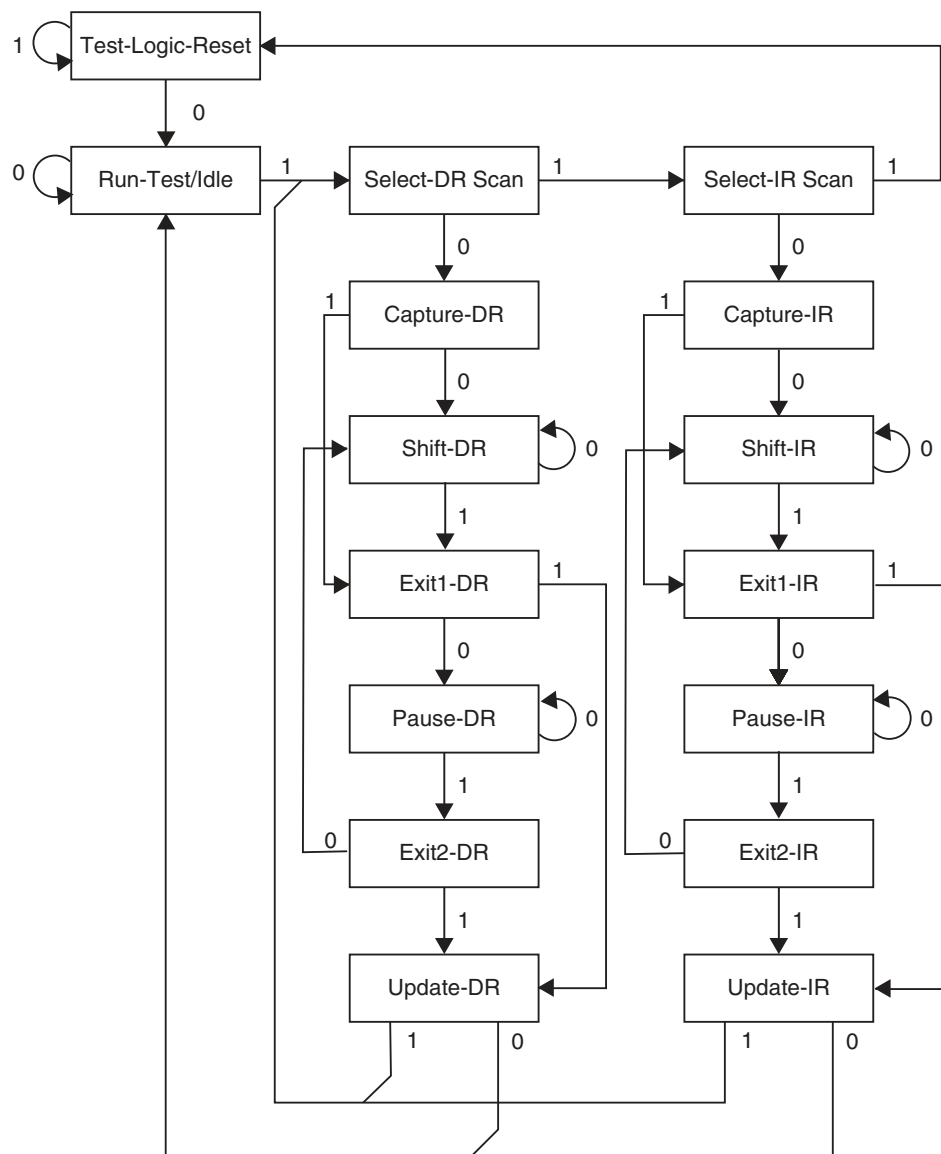 1
Test-Logic-Reset
0
0
Run-Test/Idle
1
Select-DR Scan
1
Select-IR Scan
1
0
0
1
Capture-DR
1
Capture-IR
0
0
Shift-DR
0
Shift-IR
0
1
1
Exit1-DR
1
Exit1-IR
1
0
0
Pause-DR
0
Pause-IR
0
1
1
0
Exit2-DR
0
Exit2-IR
1
1
Update-DR
Update-IR
1
0
1
0